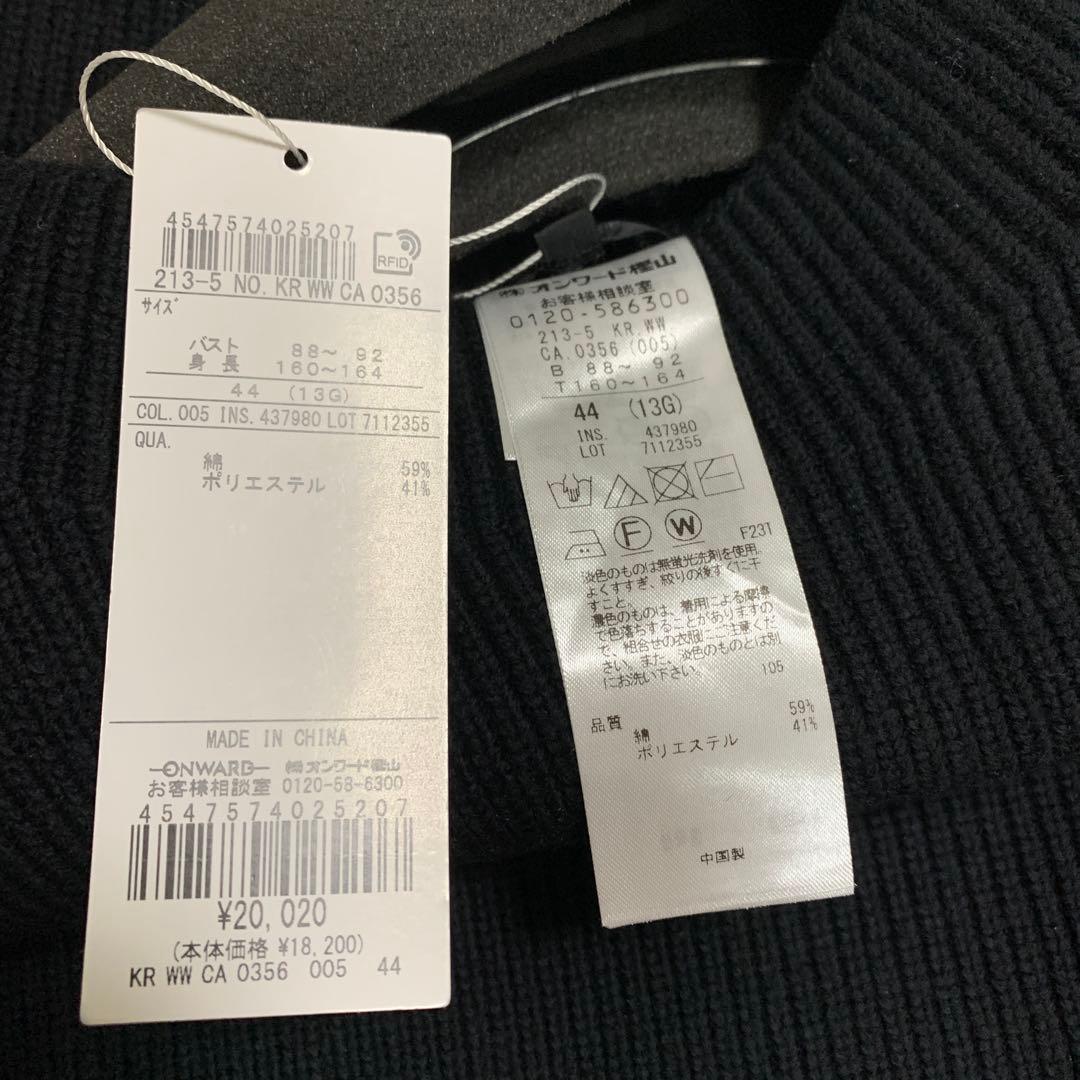 4547574025207
RFID
213-5 NO. KR WW CA 0356
サイズ
バスト 88～ 92
身 長 160～164
44 (13G)
COL. 005 INS. 437980 LOT 7112355
QUA.
綿 59%
ポリエステル 41%
MADE IN CHINA
ONWARD ㈱オンワード樫山
お客様相談室 0120-58-6300
4547574025207
¥20,020
(本体価格 ¥18,200)
KR WW CA 0356 005 44
㈱オンワード樫山
お客様相談室
0120-586300
213-5 KR.WW.
CA.0356 (005)
B 88～ 92
T160～164
44 (13G)
INS. 437980
LOT 7112355
F W
F231
淡色のものは無蛍光洗剤を使用.
よくすすぎ、絞りの後すぐに干
すこと。
濃色のものは、着用による摩擦
で色落ちすることがありますの
で、組合せの衣服にご注意くだ
さい。また、淡色のものとは別
にお洗い下さい。 105
品質
綿 59%
ポリエステル 41%
中国製